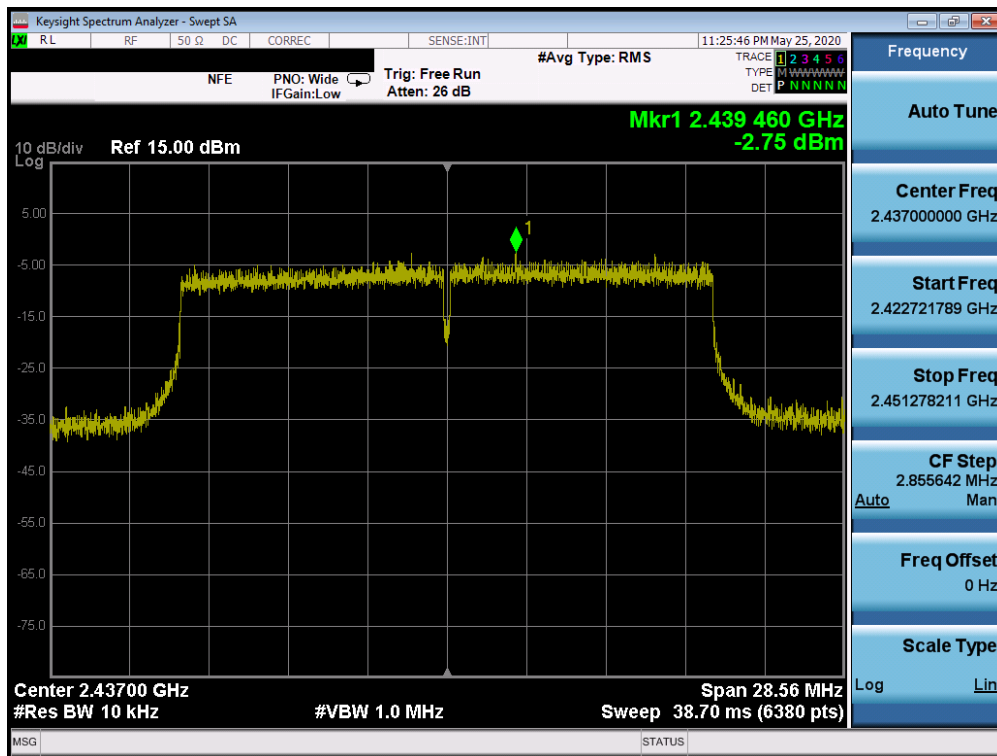 Keysight Spectrum Analyzer - Swept SA
LXI RL RF 50 Ω DC CORREC SENSE:INT 11:25:46 PM May 25, 2020
NFE PNO: Wide Trig: Free Run #Avg Type: RMS TRACE 1 2 3 4 5 6
IFGain:Low Atten: 26 dB TYPE M WWWWW
DET P N N N N N
Mkr1 2.439 460 GHz
-2.75 dBm
10 dB/div Ref 15.00 dBm
Log
1
5.00
-5.00
-15.0
-25.0
-35.0
-45.0
-55.0
-65.0
-75.0
Center 2.43700 GHz Span 28.56 MHz
#Res BW 10 kHz #VBW 1.0 MHz Sweep 38.70 ms (6380 pts)
MSG STATUS
Frequency
Auto Tune
Center Freq
2.437000000 GHz
Start Freq
2.422721789 GHz
Stop Freq
2.451278211 GHz
CF Step
2.855642 MHz
Auto Man
Freq Offset
0 Hz
Scale Type
Log Lin